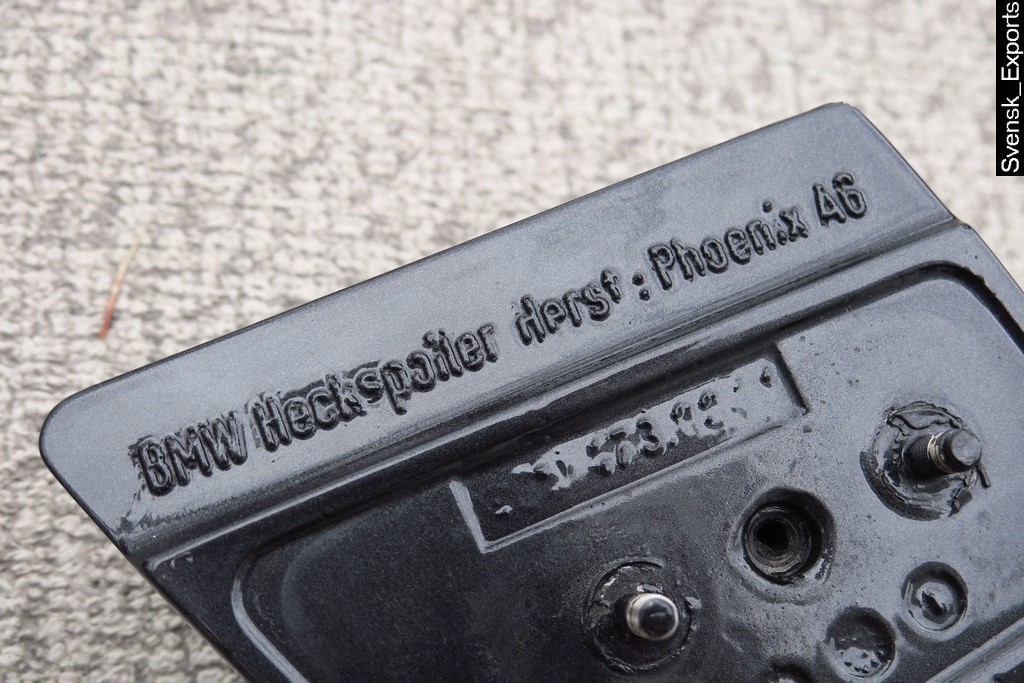 BMW Heckspoiler Herst : Phoenix A6
Svensk_Exports